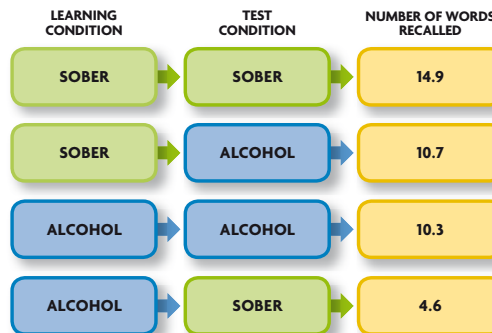 LEARNING CONDITION
TEST CONDITION
NUMBER OF WORDS RECALLED
SOBER SOBER 14.9
SOBER ALCOHOL 10.7
ALCOHOL ALCOHOL 10.3
ALCOHOL SOBER 4.6